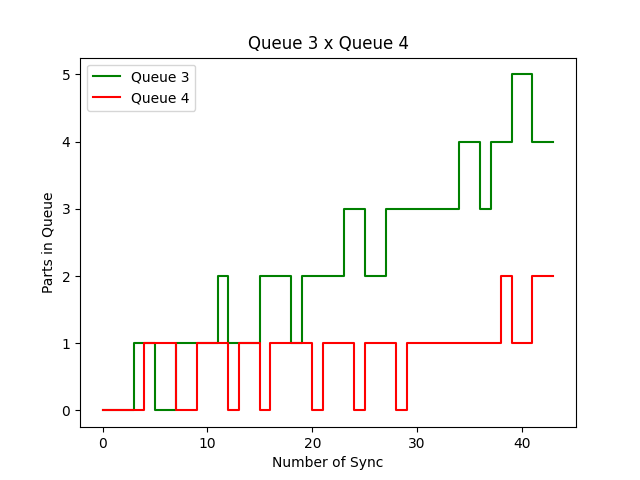 Queue 3 x Queue 4
Queue 3
Queue 4
Parts in Queue
5
4
3
2
1
0
0 10 20 30 40
Number of Sync